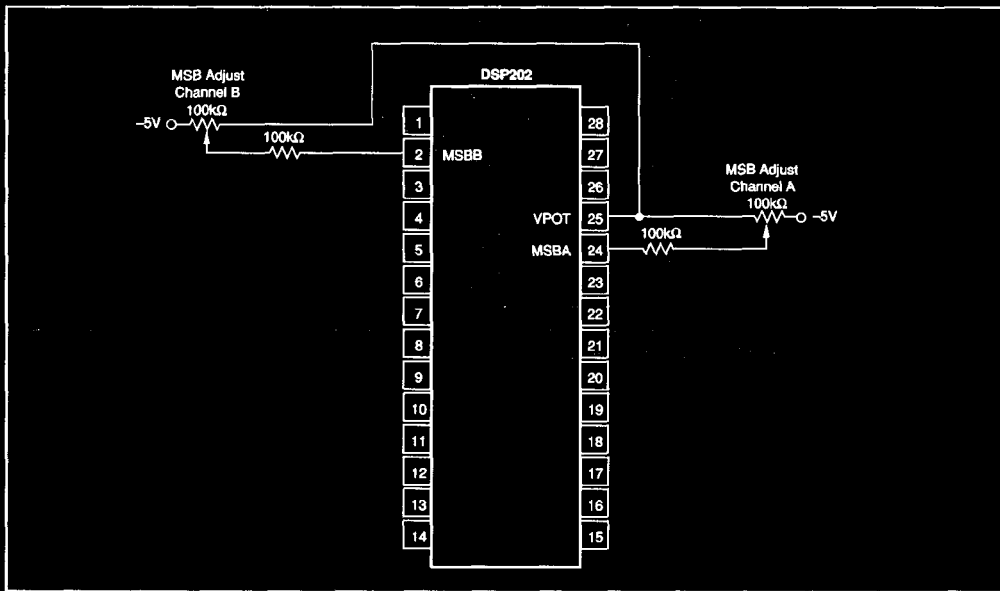 DSP202
MSB Adjust
Channel B
100kΩ
–5V
100kΩ
1
2
3
4
5
6
7
8
9
10
11
12
13
14
MSBB
VPOT
MSBA
28
27
26
25
24
23
22
21
20
19
18
17
16
15
MSB Adjust
Channel A
100kΩ
–5V
100kΩ